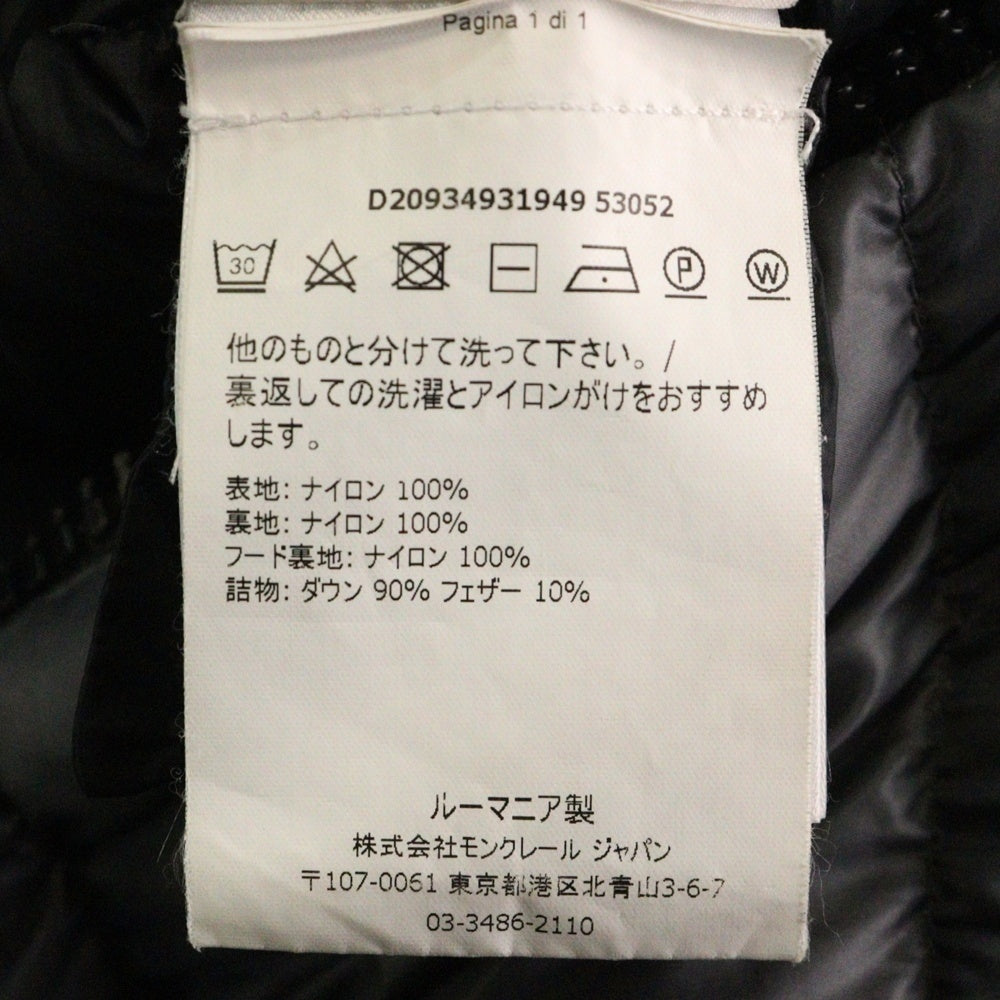 Pagina 1 di 1
D20934931949 53052
30 P W
他のものと分けて洗って下さい。/
裏返しての洗濯とアイロンがけをおすすめ
します。
表地: ナイロン 100%
裏地: ナイロン 100%
フード裏地: ナイロン 100%
詰物: ダウン 90% フェザー 10%
ルーマニア製
株式会社モンクレール ジャパン
〒107-0061 東京都港区北青山3-6-7
03-3486-2110